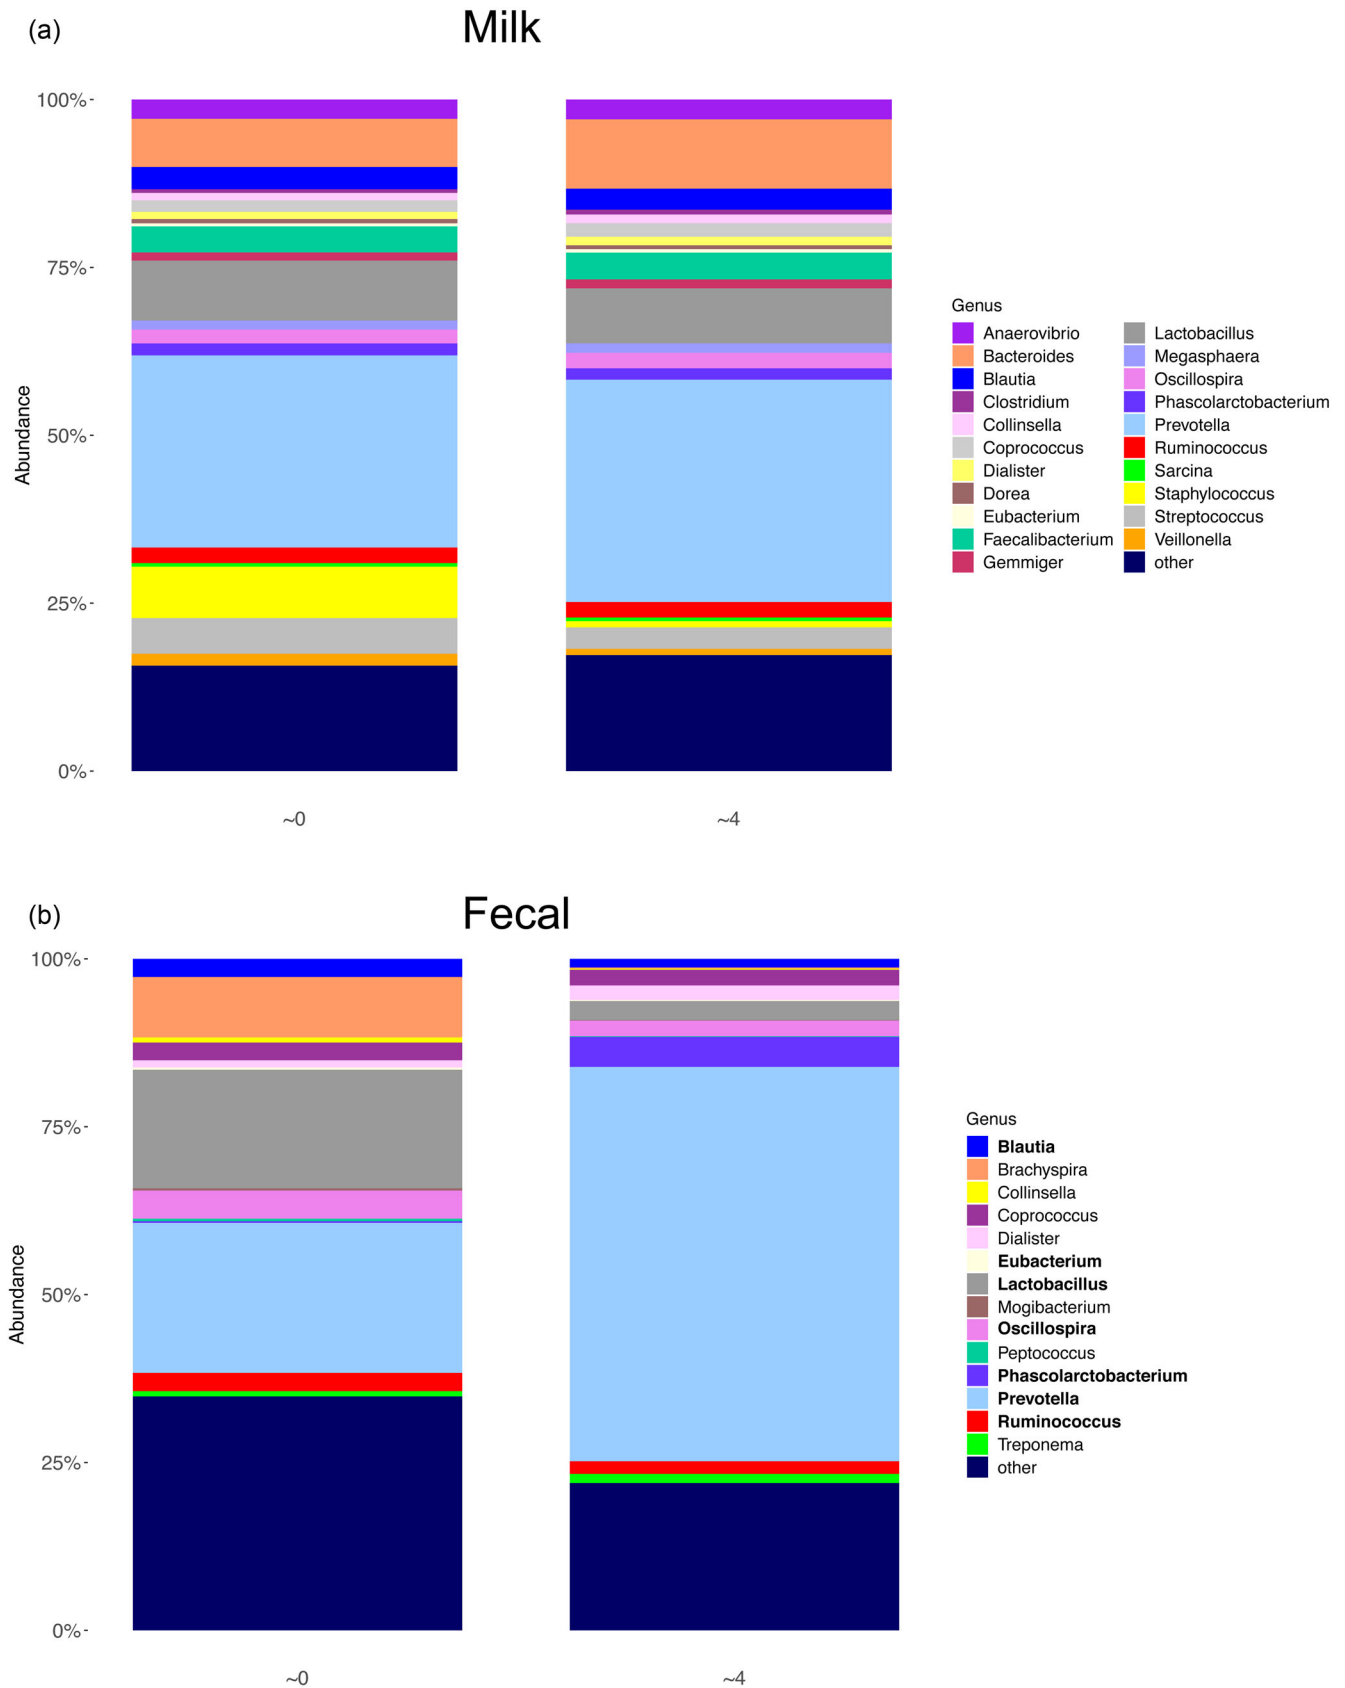 (a)
Milk
100%
75%
50%
25%
0%
Abundance
~0
~4
Genus
Anaerovibrio
Bacteroides
Blautia
Clostridium
Collinsella
Coprococcus
Dialister
Dorea
Eubacterium
Faecalibacterium
Gemmiger
Lactobacillus
Megasphaera
Oscillospira
Phascolarctobacterium
Prevotella
Ruminococcus
Sarcina
Staphylococcus
Streptococcus
Veillonella
other
(b)
Fecal
100%
75%
50%
25%
0%
Abundance
~0
~4
Genus
Blautia
Brachyspira
Collinsella
Coprococcus
Dialister
Eubacterium
Lactobacillus
Mogibacterium
Oscillospira
Peptococcus
Phascolarctobacterium
Prevotella
Ruminococcus
Treponema
other